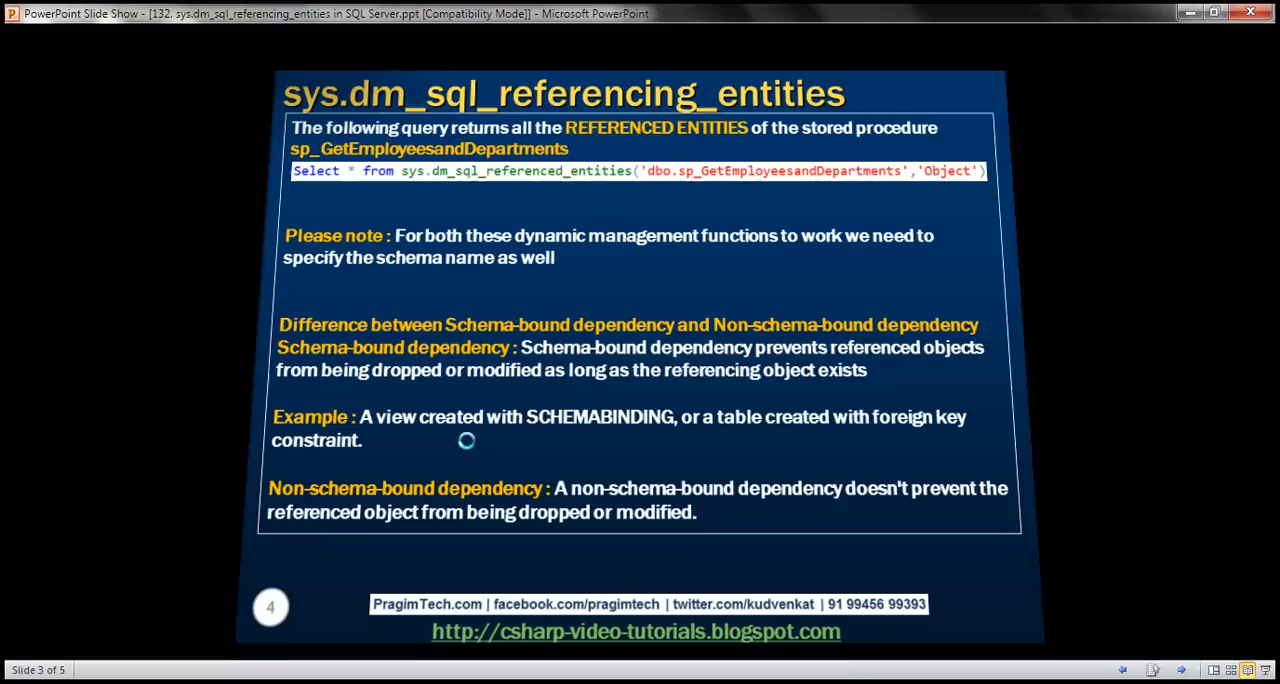 PowerPoint Slide Show - [132. sys.dm_sql_referencing_entities in SQL Server.ppt [Compatibility Mode]] - Microsoft PowerPoint
sys.dm_sql_referencing_entities
The following query returns all the REFERENCED ENTITIES of the stored procedure
sp_GetEmployeesandDepartments
Select * from sys.dm_sql_referenced_entities('dbo.sp_GetEmployeesandDepartments','Object')
Please note : For both these dynamic management functions to work we need to
specify the schema name as well
Difference between Schema-bound dependency and Non-schema-bound dependency
Schema-bound dependency : Schema-bound dependency prevents referenced objects
from being dropped or modified as long as the referencing object exists
Example : A view created with SCHEMABINDING, or a table created with foreign key
constraint.
Non-schema-bound dependency : A non-schema-bound dependency doesn't prevent the
referenced object from being dropped or modified.
4
PragimTech.com | facebook.com/pragimtech | twitter.com/kudvenkat | 91 99456 99393
http://csharp-video-tutorials.blogspot.com
Slide 3 of 5